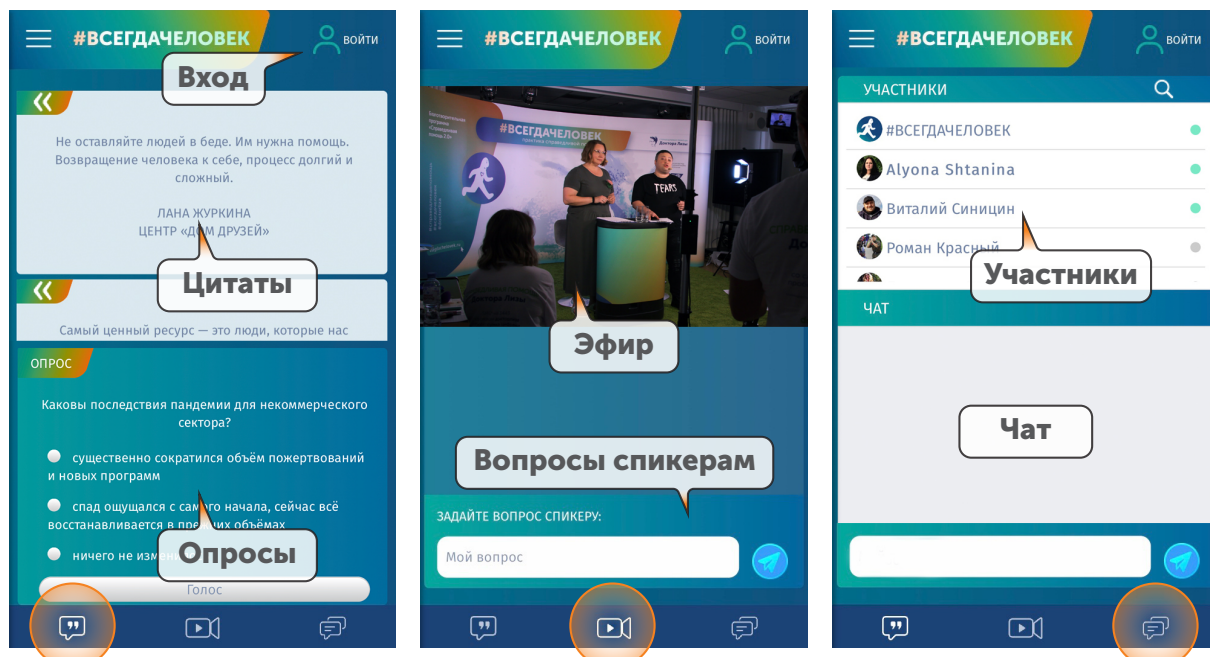 #ВСЕГДАЧЕЛОВЕК
ВОЙТИ
Вход
Не оставляйте людей в беде. Им нужна помощь.
Возвращение человека к себе, процесс долгий и
сложный.
ЛАНА ЖУРКИНА
ЦЕНТР «ДОМ ДРУЗЕЙ»
Цитаты
Самый ценный ресурс — это люди, которые нас
ОПРОС
Каковы последствия пандемии для некоммерческого
сектора?
существенно сократился объём пожертвований
и новых программ
спад ощущался с самого начала, сейчас всё
восстанавливается в прежних объёмах
ничего не измени
Опросы
Голос
#ВСЕГДАЧЕЛОВЕК
ВОЙТИ
#ВСЕГДАЧЕЛОВЕК
Доктора Лизы
TEARS
Эфир
Вопросы спикерам
ЗАДАЙТЕ ВОПРОС СПИКЕРУ:
Мой вопрос
#ВСЕГДАЧЕЛОВЕК
ВОЙТИ
УЧАСТНИКИ
#ВСЕГДАЧЕЛОВЕК
Alyona Shtanina
Виталий Синицин
Роман Красный
Участники
ЧАТ
Чат